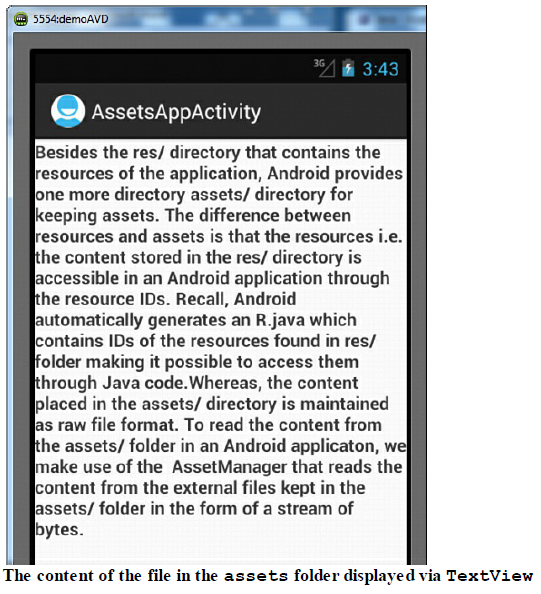 5554:demoAVD
3G 3:43
AssetsAppActivity
Besides the res/ directory that contains the
resources of the application, Android provides
one more directory assets/ directory for
keeping assets. The difference between
resources and assets is that the resources i.e.
the content stored in the res/ directory is
accessible in an Android application through
the resource IDs. Recall, Android
automatically generates an R.java which
contains IDs of the resources found in res/
folder making it possible to access them
through Java code.Whereas, the content
placed in the assets/ directory is maintained
as raw file format. To read the content from
the assets/ folder in an Android applicaton, we
make use of the  AssetManager that reads the
content from the external files kept in the
assets/ folder in the form of a stream of
bytes.
The content of the file in the assets folder displayed via TextView